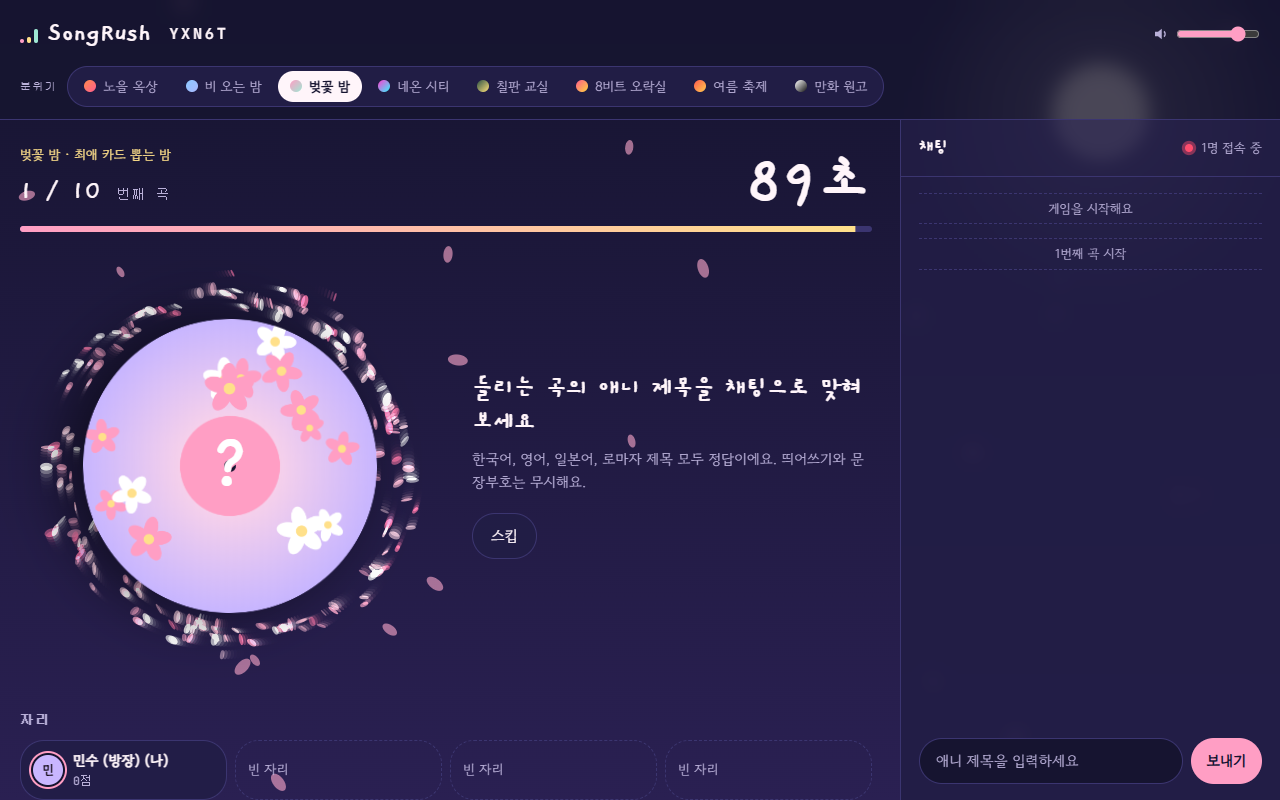 SongRush YXN6T
분위기 노을 옥상 비 오는 밤 벚꽃 밤 네온 시티 칠판 교실 8비트 오락실 여름 축제 만화 원고
벚꽃 밤 · 최애 카드 뽑는 밤
1 / 10 번째 곡
89초
?
들리는 곡의 애니 제목을 채팅으로 맞혀
보세요
한국어, 영어, 일본어, 로마자 제목 모두 정답이에요. 띄어쓰기와 문
장부호는 무시해요.
스킵
자리
민 민수 (방장) (나)
0점
빈 자리
빈 자리
빈 자리
채팅 1명 접속 중
게임을 시작해요
1번째 곡 시작
애니 제목을 입력하세요 보내기